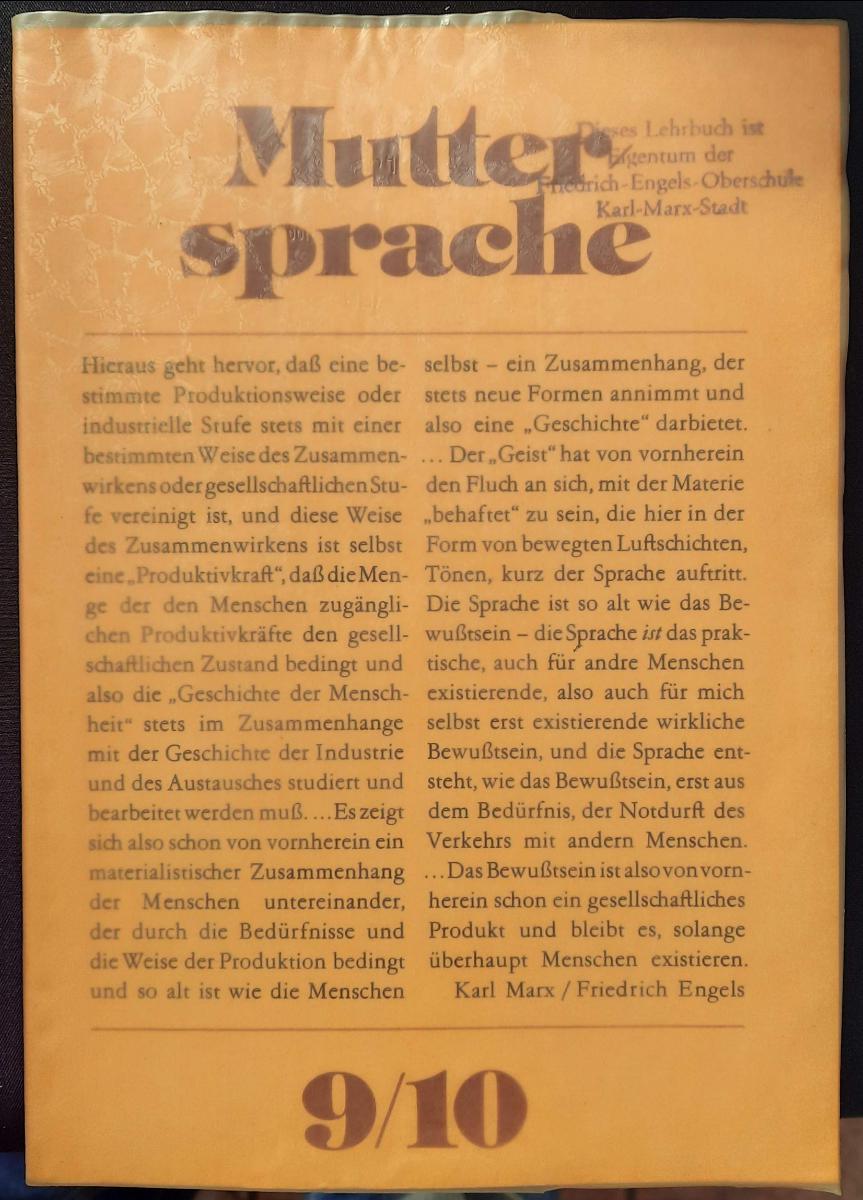 Mutter
sprache
Dieses Lehrbuch ist
Eigentum der
Friedrich-Engels-Oberschule
Karl-Marx-Stadt
Hieraus geht hervor, daß eine be-
stimmte Produktionsweise oder
industrielle Stufe stets mit einer
bestimmten Weise des Zusammen-
wirkens oder gesellschaftlichen Stu-
fe vereinigt ist, und diese Weise
des Zusammenwirkens ist selbst
eine „Produktivkraft“, daß die Men-
ge der den Menschen zugängli-
chen Produktivkräfte den gesell-
schaftlichen Zustand bedingt und
also die „Geschichte der Mensch-
heit“ stets im Zusammenhange
mit der Geschichte der Industrie
und des Austausches studiert und
bearbeitet werden muß. ... Es zeigt
sich also schon von vornherein ein
materialistischer Zusammenhang
der Menschen untereinander,
der durch die Bedürfnisse und
die Weise der Produktion bedingt
und so alt ist wie die Menschen
selbst – ein Zusammenhang, der
stets neue Formen annimmt und
also eine „Geschichte“ darbietet.
... Der „Geist“ hat von vornherein
den Fluch an sich, mit der Materie
„behaftet“ zu sein, die hier in der
Form von bewegten Luftschichten,
Tönen, kurz der Sprache auftritt.
Die Sprache ist so alt wie das Be-
wußtsein – die Sprache ist das prak-
tische, auch für andre Menschen
existierende, also auch für mich
selbst erst existierende wirkliche
Bewußtsein, und die Sprache ent-
steht, wie das Bewußtsein, erst aus
dem Bedürfnis, der Notdurft des
Verkehrs mit andern Menschen.
... Das Bewußtsein ist also von vorn-
herein schon ein gesellschaftliches
Produkt und bleibt es, solange
überhaupt Menschen existieren.
Karl Marx / Friedrich Engels
9/10